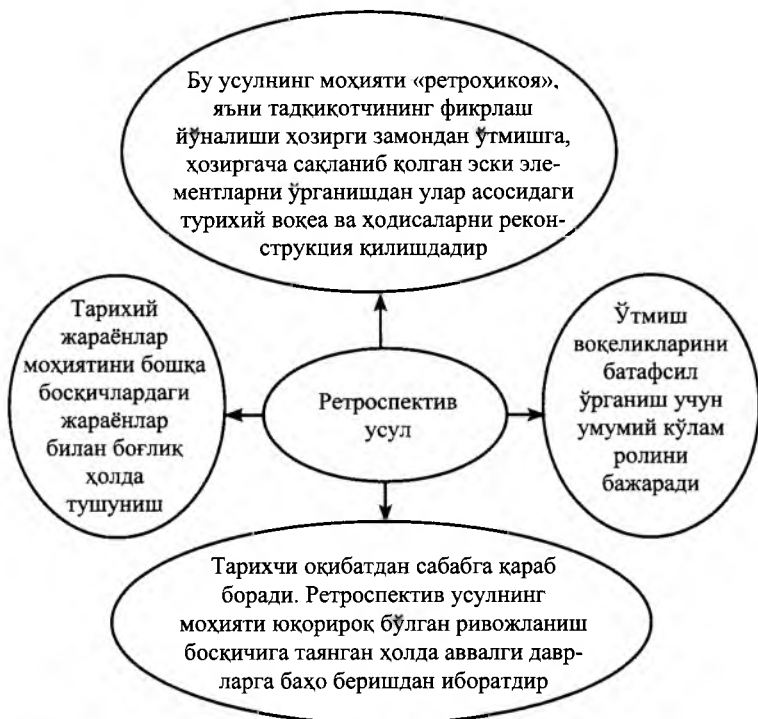 Бу усулнинг моҳияти «ретроҳикоя»,
яъни тадқиқотчининг фикрлаш
йўналиши ҳозирги замондан ўтмишга,
ҳозиргача сақланиб қолган эски эле-
ментларни ўрганишдан улар асосидаги
турихий воқеа ва ҳодисаларни рекон-
струкция қилишдадир
Тарихий
жараёнлар
моҳиятини бошқа
босқичлардаги
жараёнлар
билан боғлиқ
ҳолда
тушуниш
Ретроспектив
усул
Ўтмиш
воқеликларини
батафсил
ўрганиш учун
умумий кўлам
ролини
бажаради
Тарихчи оқибатдан сабабга қараб
боради. Ретроспектив усулнинг
моҳияти юқорироқ бўлган ривожланиш
босқичига таянган ҳолда аввалги давр-
ларга баҳо беришдан иборатдир